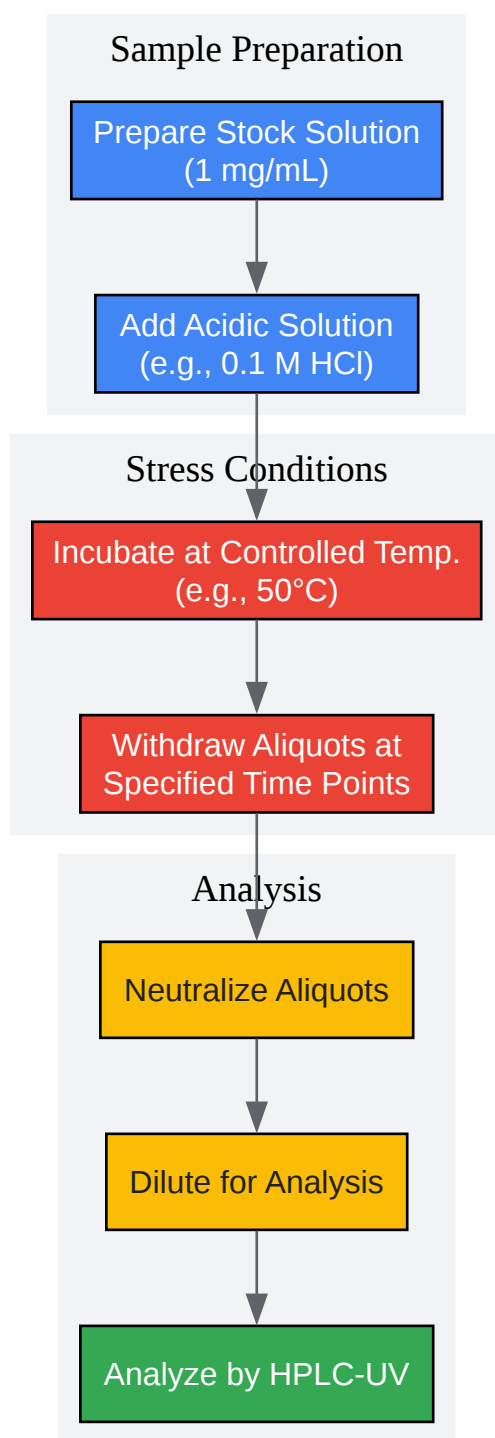 Sample Preparation
Prepare Stock Solution
(1 mg/mL)
Add Acidic Solution
(e.g., 0.1 M HCl)
Stress Conditions
Incubate at Controlled Temp.
(e.g., 50°C)
Withdraw Aliquots at
Specified Time Points
Analysis
Neutralize Aliquots
Dilute for Analysis
Analyze by HPLC-UV